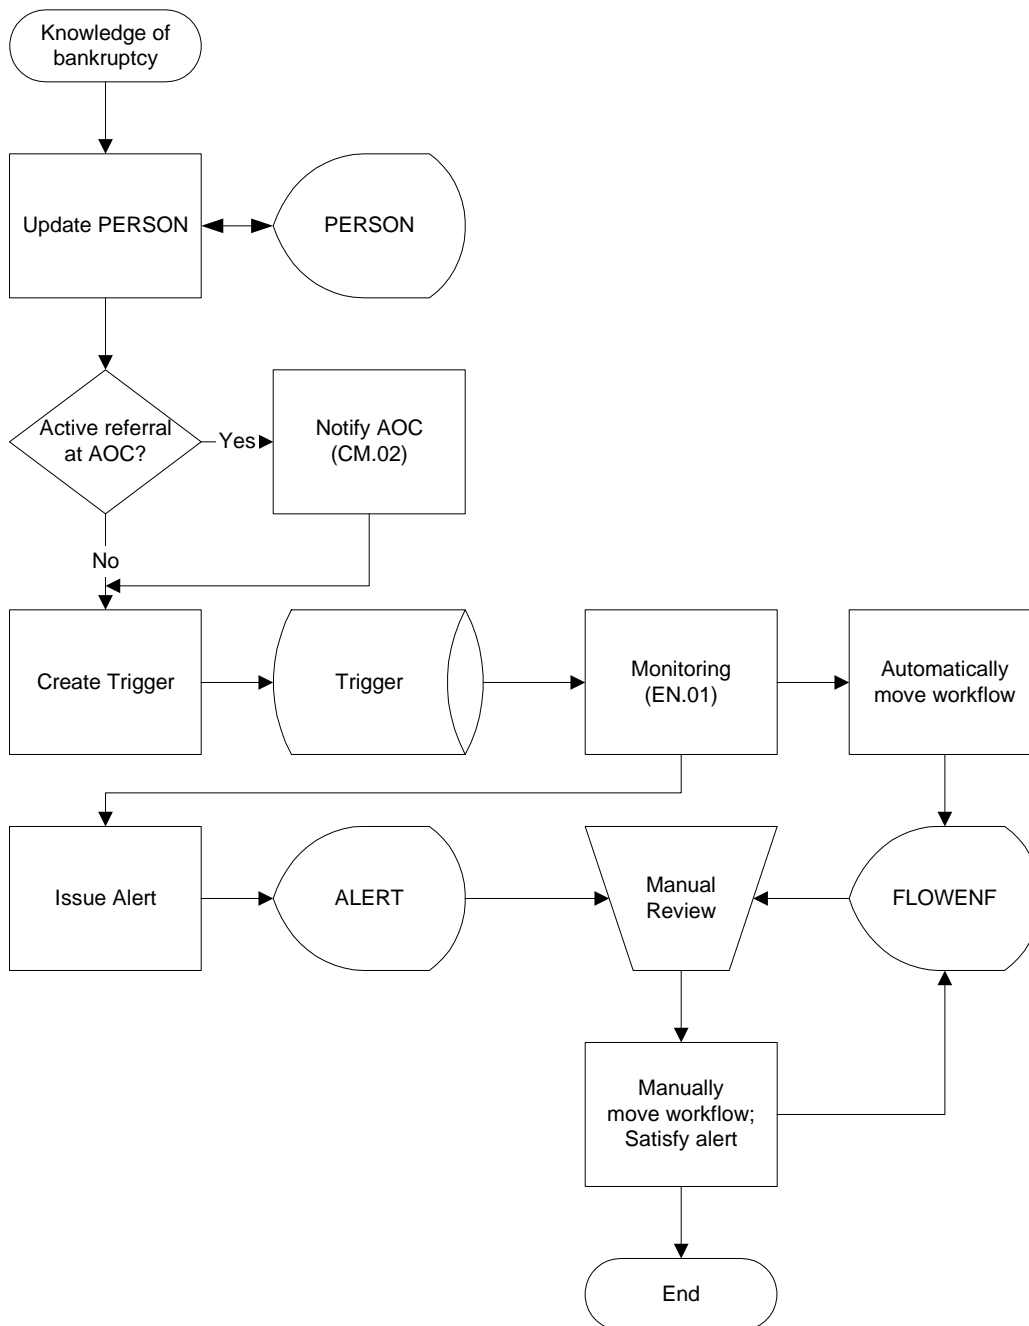 Knowledge of
bankruptcy
Update PERSON
PERSON
Active referral
at AOC?
Yes
Notify AOC
(CM.02)
No
Create Trigger
Trigger
Monitoring
(EN.01)
Automatically
move workflow
Issue Alert
ALERT
Manual
Review
FLOWENF
Manually
move workflow;
Satisfy alert
End